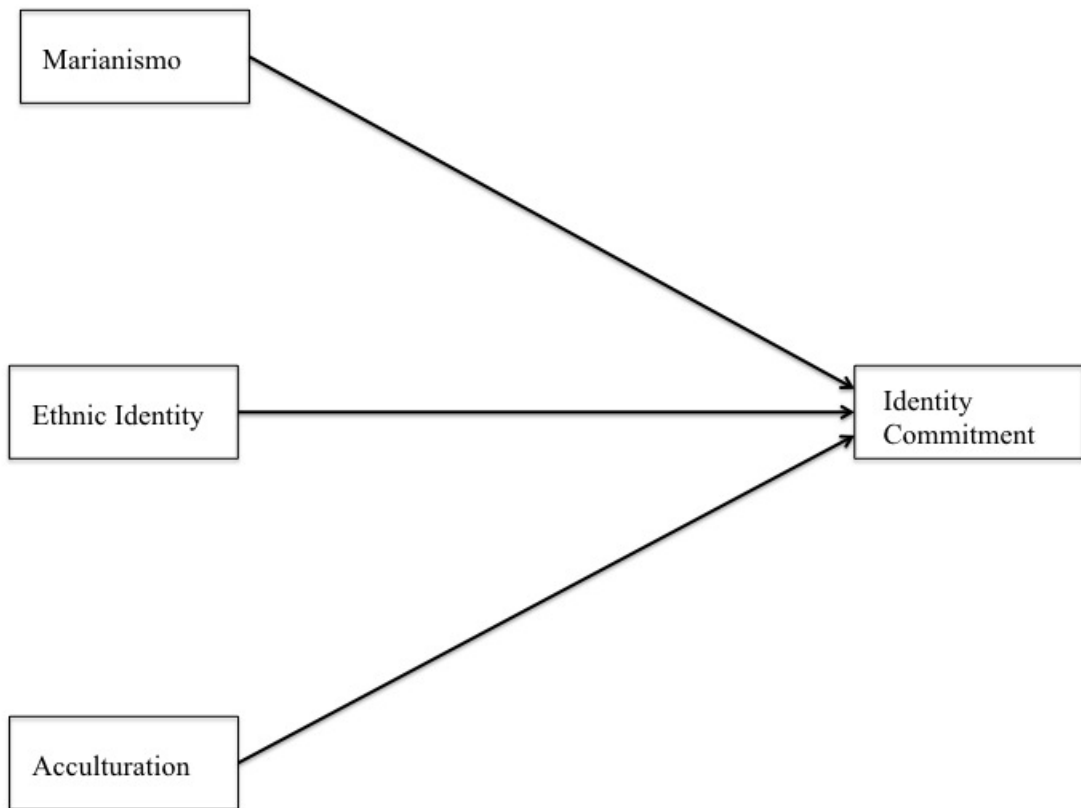 Marianismo
Ethnic Identity
Identity
Commitment
Acculturation